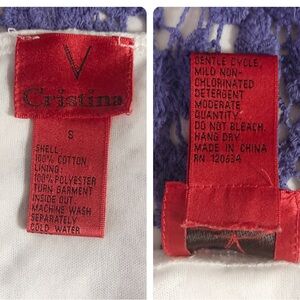 V
Cristina
S
SHELL:
100% COTTON
LINING:
100% POLYESTER
TURN GARMENT
INSIDE OUT.
MACHINE WASH
SEPARATELY
COLD WATER
GENTLE CYCLE,
MILD NON-
CHLORINATED
DETERGENT
MODERATE
QUANTITY.
DO NOT BLEACH.
HANG DRY.
MADE IN CHINA
RN 120634